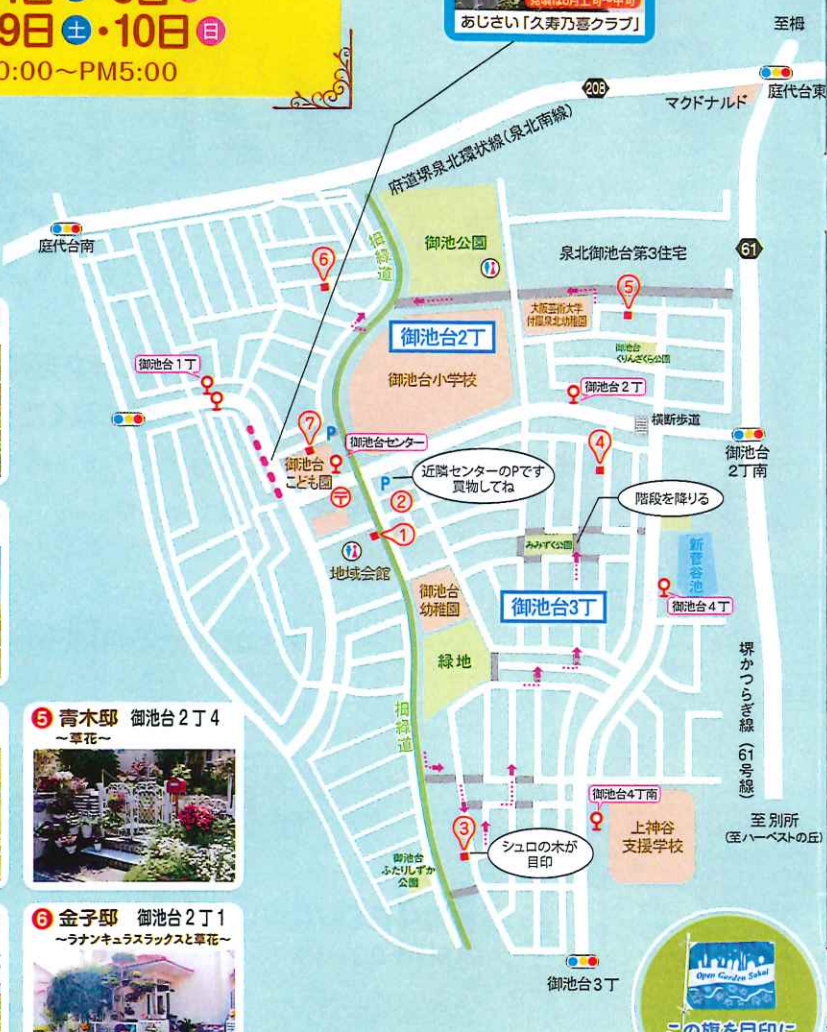 9日土・10日日
0:00～PM5:00
あじさい「久寿乃喜クラブ」
至栂
庭代台東
マクドナルド
208
府道堺泉北環状線(泉北南線)
庭代台南
御池公園
泉北御池台第3住宅
61
6
5
大阪芸術大学
付属泉北幼稚園
御池台2丁
御池台
くりんざくら公園
御池台小学校
御池台1丁
御池台2丁
横断歩道
7
P
御池台センター
4
御池台
2丁南
御池台
こども園
近隣センターのPです
買物してね
P
2
階段を降りる
1
みみずく公園
新菅谷池
地域会館
御池台
幼稚園
御池台3丁
御池台4丁
緑地
堺かつらぎ線(61号線)
5 青木邸 御池台2丁4
～草花～
御池台4丁南
3
シュロの木が
目印
上神谷
支援学校
至別所
(至ハーベストの丘)
御池台
ふたりしずか
公園
6 金子邸 御池台2丁1
～ラナンキュラスラックスと草花～
御池台3丁
Open Garden Sakai
この旗を目印に